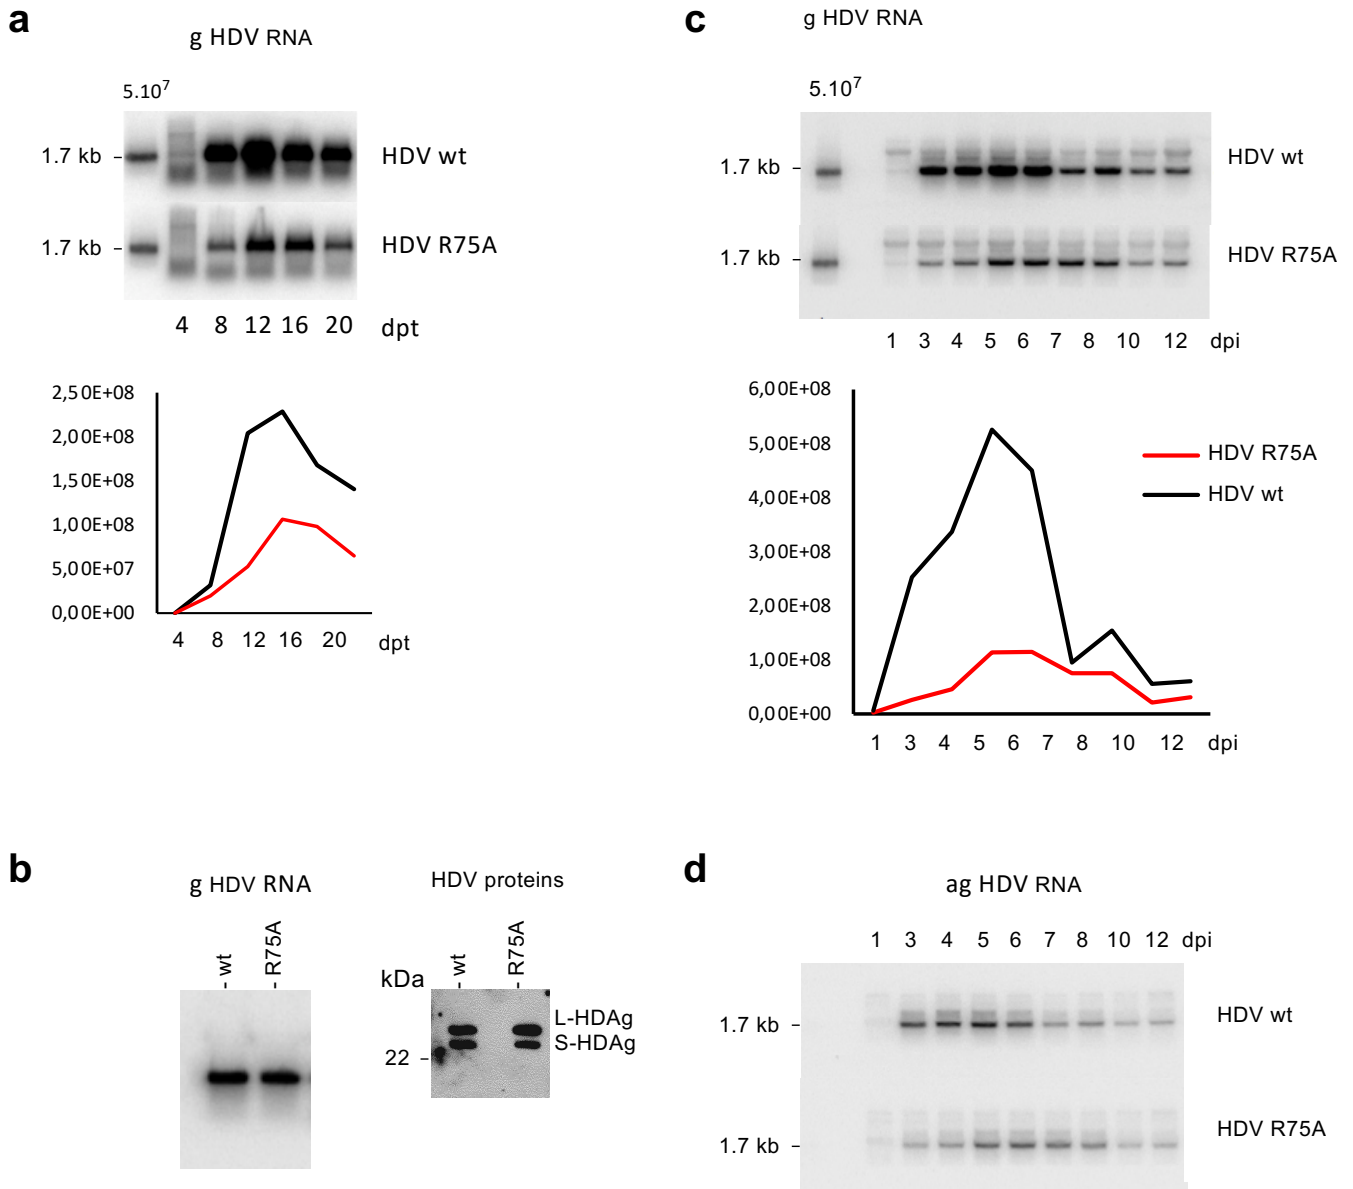 a
g HDV RNA
5.10⁷
1.7 kb
HDV wt
1.7 kb
HDV R75A
4 8 12 16 20 dpt
2,50E+08
2,00E+08
1,50E+08
1,00E+08
5,00E+07
0,00E+00
4 8 12 16 20 dpt
c
g HDV RNA
5.10⁷
1.7 kb
HDV wt
1.7 kb
HDV R75A
1 3 4 5 6 7 8 10 12 dpi
6,00E+08
5,00E+08
4,00E+08
3,00E+08
2,00E+08
1,00E+08
0,00E+00
HDV R75A
HDV wt
1 3 4 5 6 7 8 10 12 dpi
b
g HDV RNA
wt
R75A
HDV proteins
kDa
wt
R75A
L-HDAg
S-HDAg
22
d
ag HDV RNA
1 3 4 5 6 7 8 10 12 dpi
1.7 kb
HDV wt
1.7 kb
HDV R75A